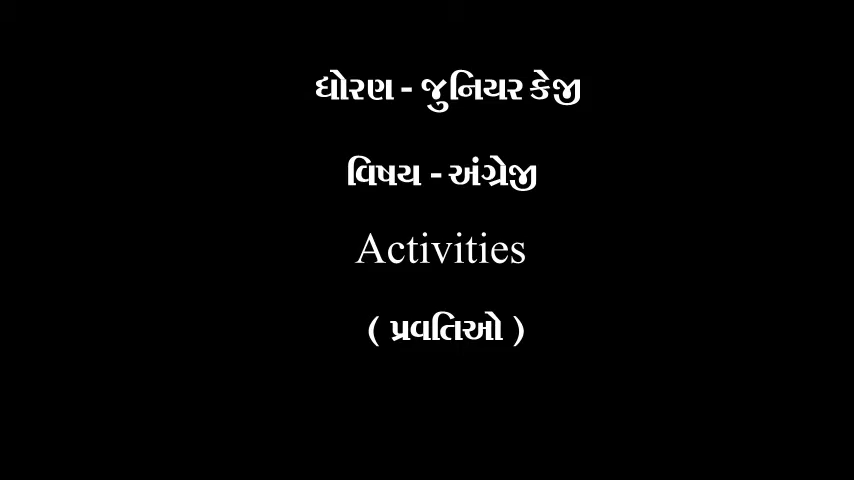 ધોરણ - જુનિયર કેજી
વિષય - અંગ્રેજી
Activities
( પ્રવતિઓ )